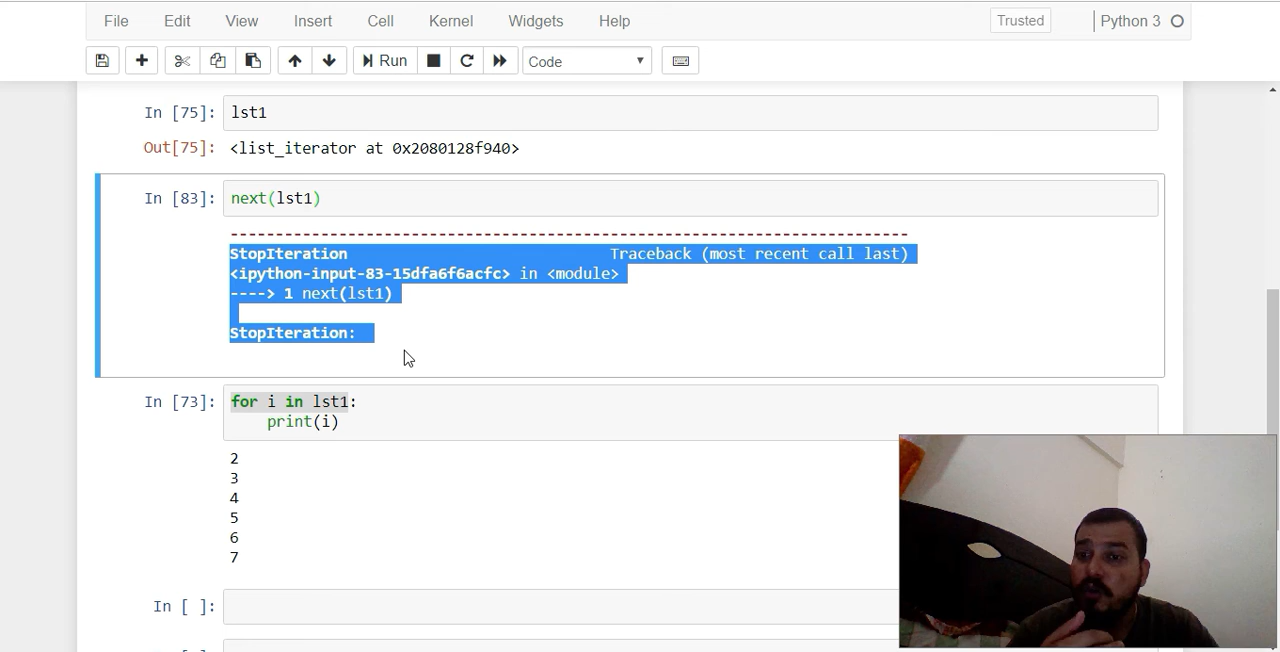 File Edit View Insert Cell Kernel Widgets Help Trusted Python 3
Run Code
In [75]: lst1
Out[75]: <list_iterator at 0x2080128f940>
In [83]: next(lst1)
---------------------------------------------------------------------------
StopIteration Traceback (most recent call last)
<ipython-input-83-15dfa6f6acfc> in <module>
----> 1 next(lst1)
StopIteration:
In [73]: for i in lst1:
print(i)
2
3
4
5
6
7
In [ ]: